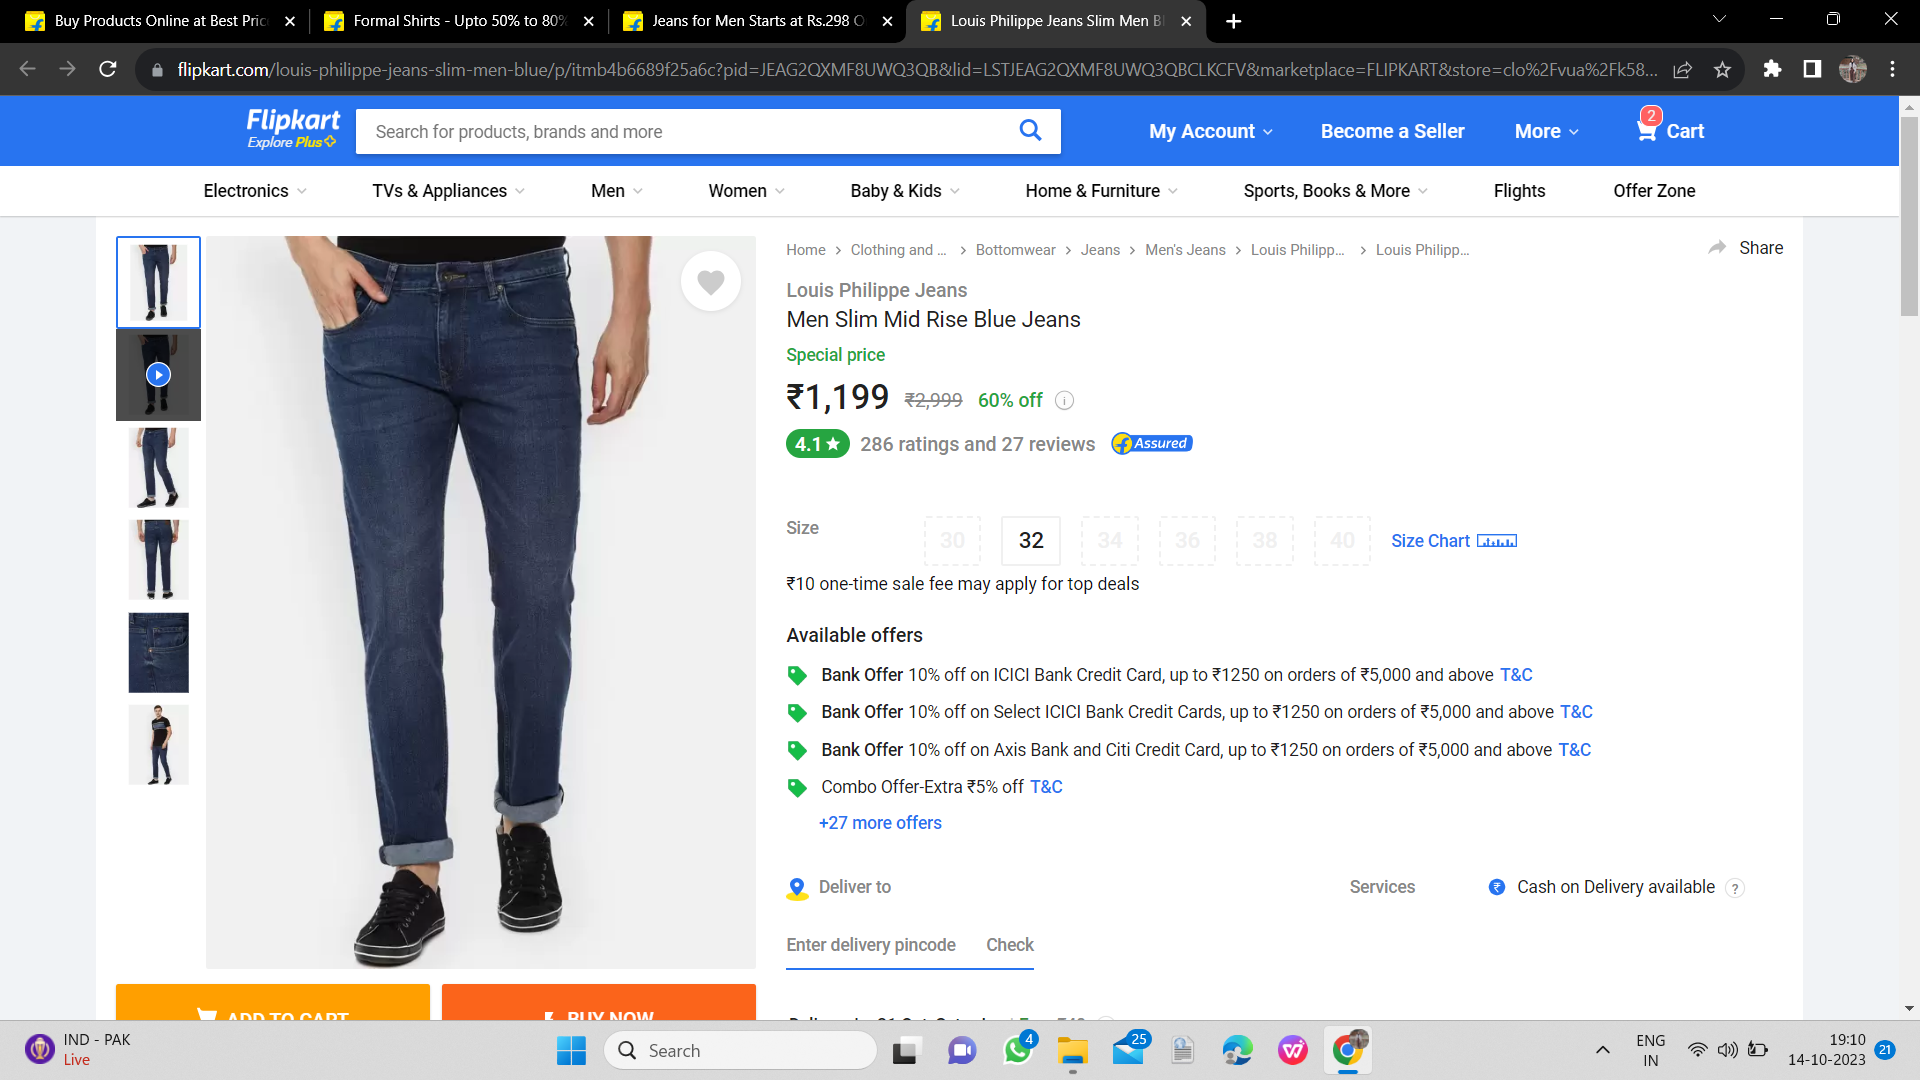 Buy Products Online at Best Pric
Formal Shirts - Upto 50% to 80%
Jeans for Men Starts at Rs.298 O
Louis Philippe Jeans Slim Men Bl
flipkart.com/louis-philippe-jeans-slim-men-blue/p/itmb4b6689f25a6c?pid=JEAG2QXMF8UWQ3QB&lid=LSTJEAG2QXMF8UWQ3QBCLKCFV&marketplace=FLIPKART&store=clo%2Fvua%2Fk58...
Flipkart
Explore Plus
Search for products, brands and more
My Account
Become a Seller
More
2
Cart
Electronics
TVs & Appliances
Men
Women
Baby & Kids
Home & Furniture
Sports, Books & More
Flights
Offer Zone
Home > Clothing and ... > Bottomwear > Jeans > Men's Jeans > Louis Philipp... > Louis Philipp...
Share
Louis Philippe Jeans
Men Slim Mid Rise Blue Jeans
Special price
₹1,199 ₹2,999 60% off
4.1★ 286 ratings and 27 reviews Assured
Size
30 32 34 36 38 40 Size Chart
₹10 one-time sale fee may apply for top deals
Available offers
Bank Offer 10% off on ICICI Bank Credit Card, up to ₹1250 on orders of ₹5,000 and above T&C
Bank Offer 10% off on Select ICICI Bank Credit Cards, up to ₹1250 on orders of ₹5,000 and above T&C
Bank Offer 10% off on Axis Bank and Citi Credit Card, up to ₹1250 on orders of ₹5,000 and above T&C
Combo Offer-Extra ₹5% off T&C
+27 more offers
Deliver to
Services
₹ Cash on Delivery available ?
Enter delivery pincode Check
ADD TO CART
BUY NOW
IND - PAK
Live
Search
4
25
ENG
IN
19:10
14-10-2023
21